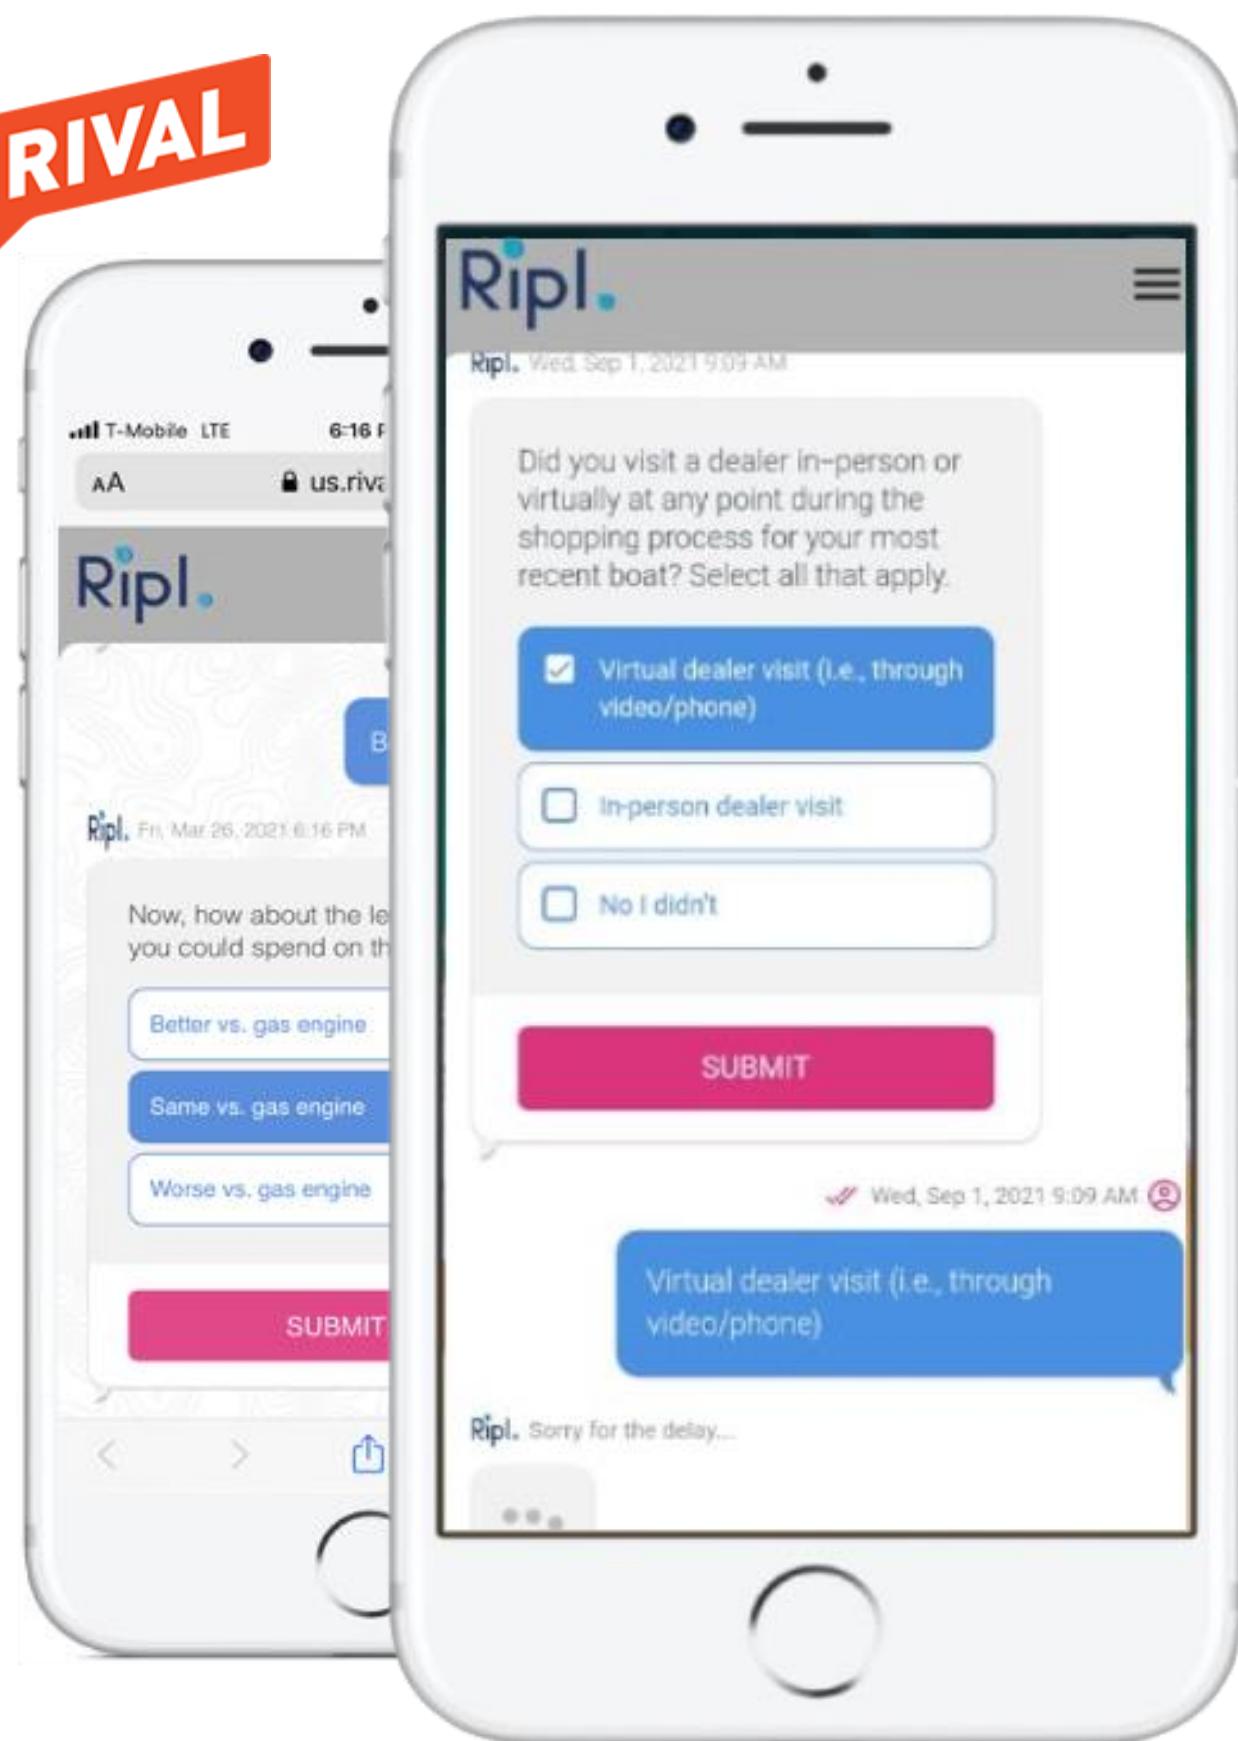 RIVAL
T-Mobile LTE
6:16
AA
us.riva
Ripl.
Ripl. Fri, Mar 26, 2021 6:16 PM
Now, how about the le
you could spend on th
Better vs. gas engine
Same vs. gas engine
Worse vs. gas engine
SUBMIT
Ripl.
Ripl. Wed, Sep 1, 2021 9:09 AM
Did you visit a dealer in-person or
virtually at any point during the
shopping process for your most
recent boat? Select all that apply.
Virtual dealer visit (i.e., through
video/phone)
In-person dealer visit
No I didn't
SUBMIT
Wed, Sep 1, 2021 9:09 AM
Virtual dealer visit (i.e., through
video/phone)
Ripl. Sorry for the delay...